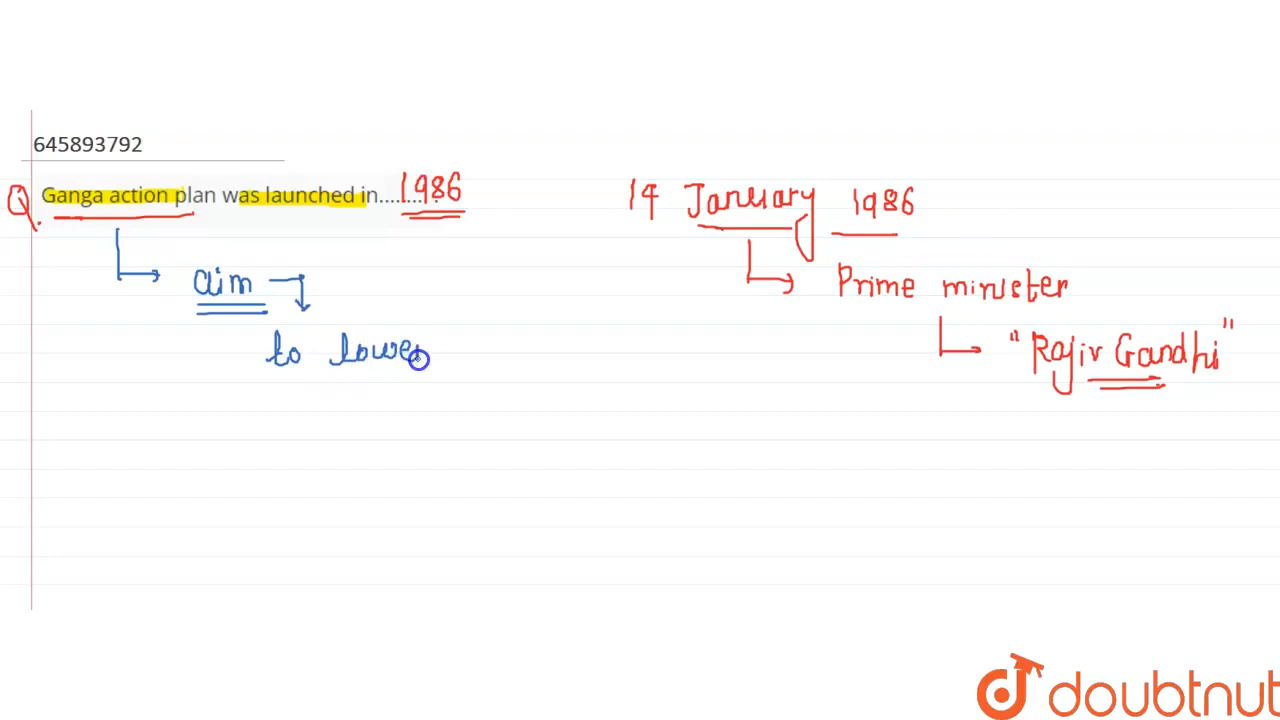 645893792
Q. Ganga action plan was launched in......... 1986
14 January 1986
Prime minister
"Rajiv Gandhi"
aim
to lower
doubtnut